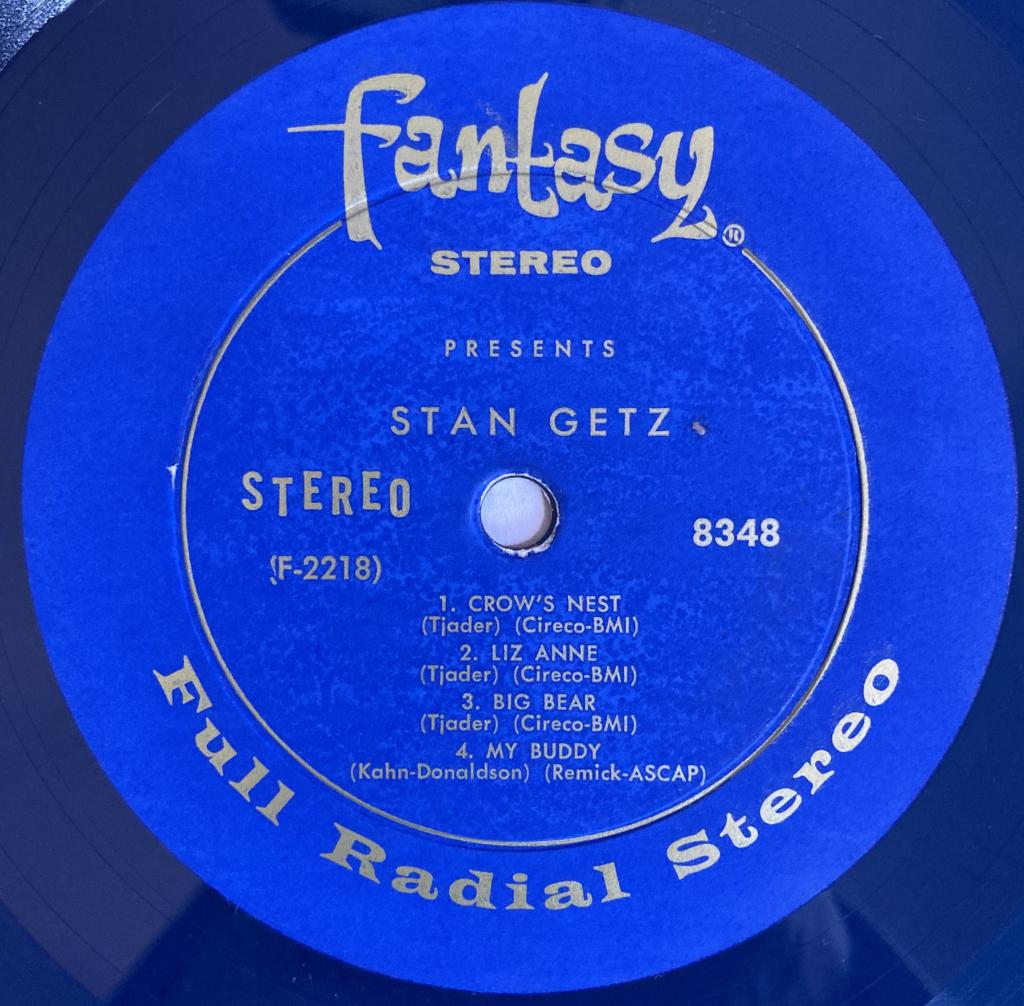 Fantasy®
STEREO
PRESENTS
STAN GETZ
STEREO
8348
(F-2218)
1. CROW'S NEST
(Tjader) (Cireco-BMI)
2. LIZ ANNE
(Tjader) (Cireco-BMI)
3. BIG BEAR
(Tjader) (Cireco-BMI)
4. MY BUDDY
(Kahn-Donaldson) (Remick-ASCAP)
Full Radial Stereo